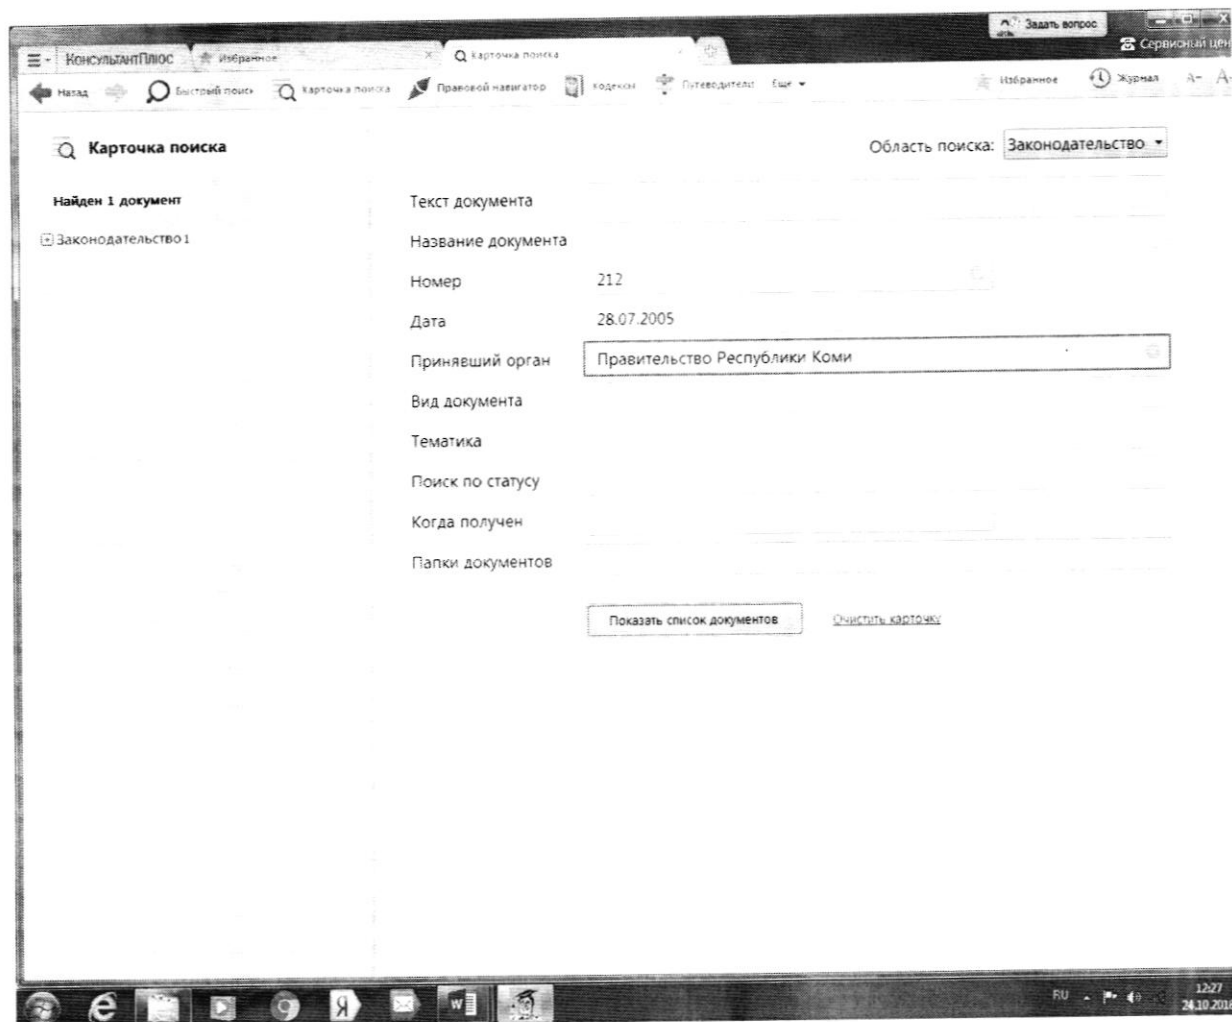 Задать вопрос
КонсультантПлюс Избранное Карточка поиска Сервисный цен
Назад Быстрый поиск Карточка поиска Правовой навигатор Кодексы Путеводители Еще Избранное Журнал A- A
Карточка поиска Область поиска: Законодательство
Найден 1 документ Текст документа
Законодательство 1 Название документа
Номер 212
Дата 28.07.2005
Принявший орган Правительство Республики Коми
Вид документа
Тематика
Поиск по статусу
Когда получен
Папки документов
Показать список документов Очистить карточку
RU 12:27